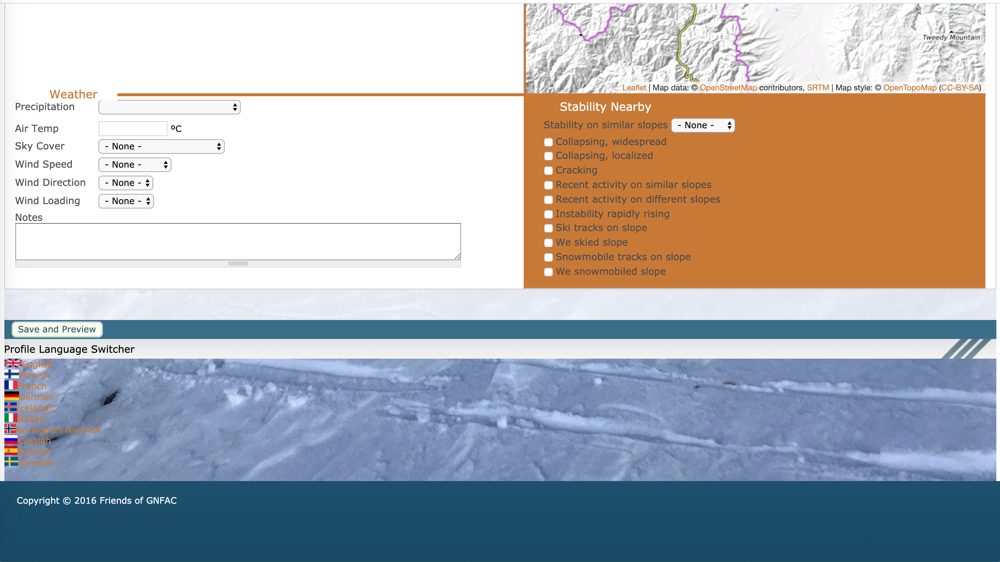 Tweedy Mountain
Leaflet | Map data: © OpenStreetMap contributors, SRTM | Map style: © OpenTopoMap (CC-BY-SA)
Weather
Precipitation
Air Temp ºC
Sky Cover - None -
Wind Speed - None -
Wind Direction - None -
Wind Loading - None -
Notes
Stability Nearby
Stability on similar slopes - None -
Collapsing, widespread
Collapsing, localized
Cracking
Recent activity on similar slopes
Recent activity on different slopes
Instability rapidly rising
Ski tracks on slope
We skied slope
Snowmobile tracks on slope
We snowmobiled slope
Save and Preview
Profile Language Switcher
English
Finnish
French
German
Icelandic
Italian
Norwegian Nynorsk
Russian
Spanish
Swedish
Copyright © 2016 Friends of GNFAC